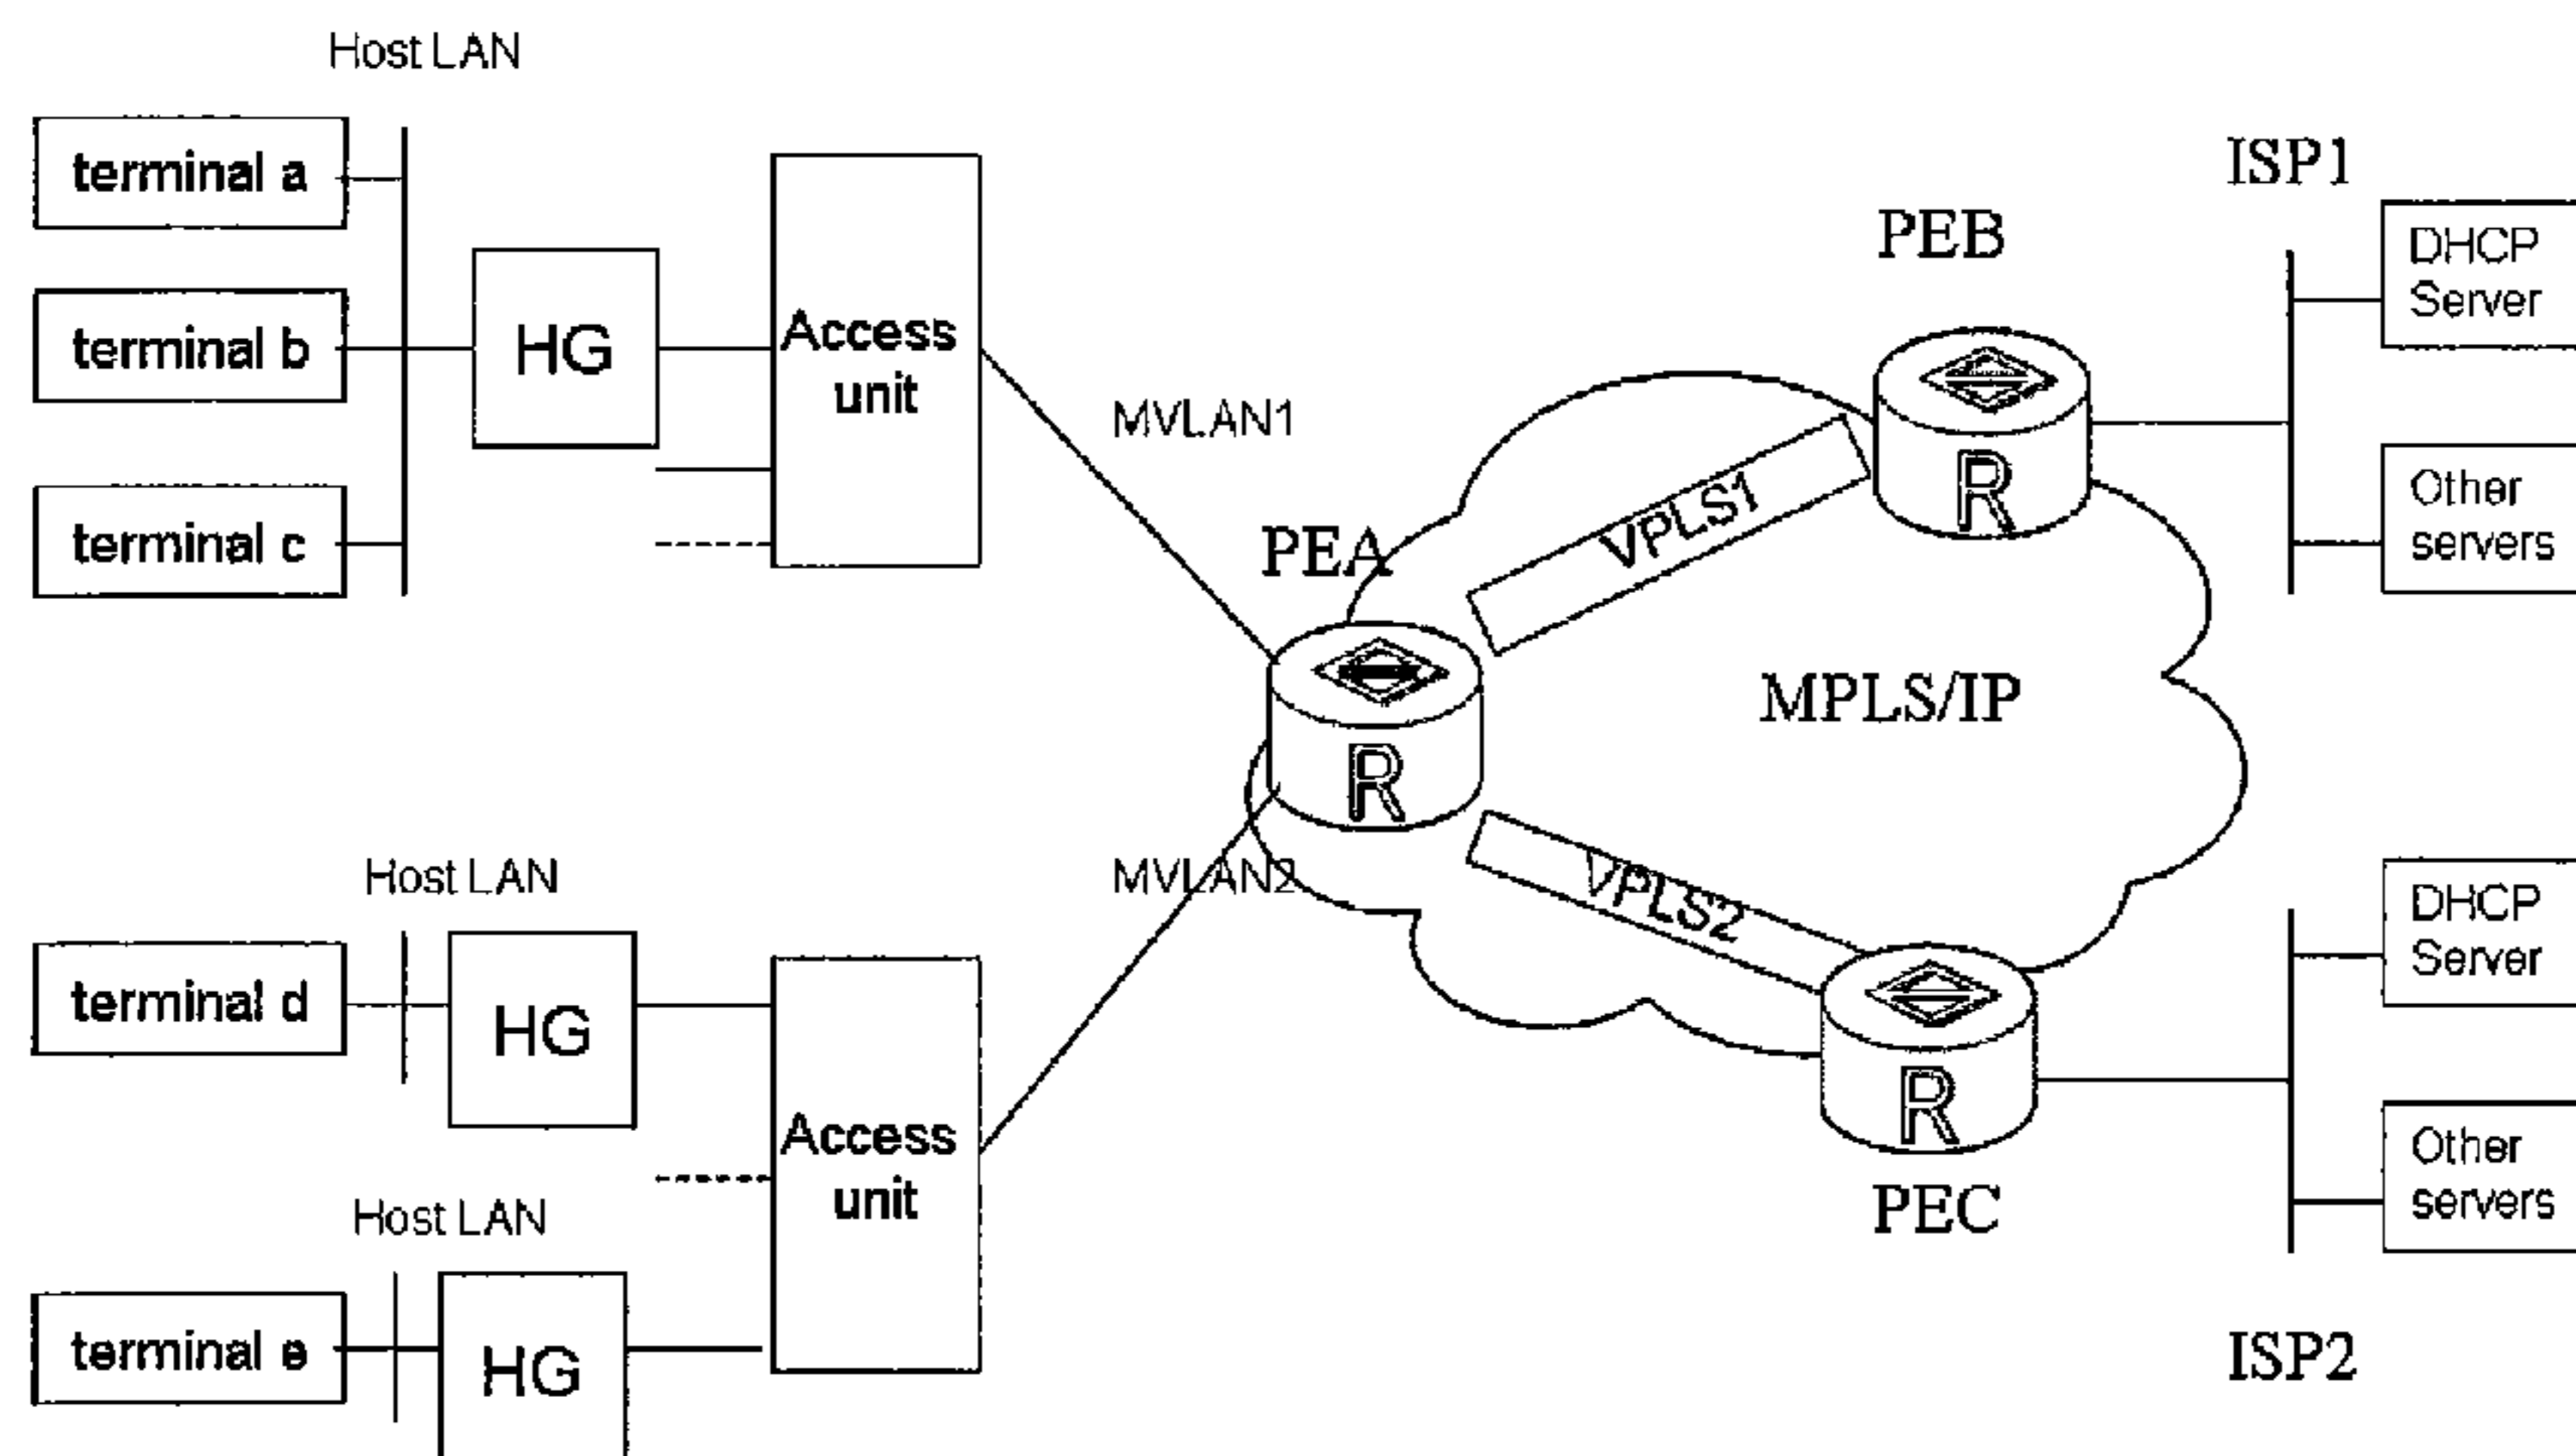 Host LAN
terminal a
terminal b
terminal c
HG
Access
unit
MVLAN1
PEA
VPLS1
PEB
R
ISP1
DHCP
Server
Other
servers
R
MPLS/IP
MVLAN2
VPLS2
Host LAN
terminal d
HG
Access
unit
Host LAN
terminal e
HG
R
PEC
DHCP
Server
Other
servers
ISP2